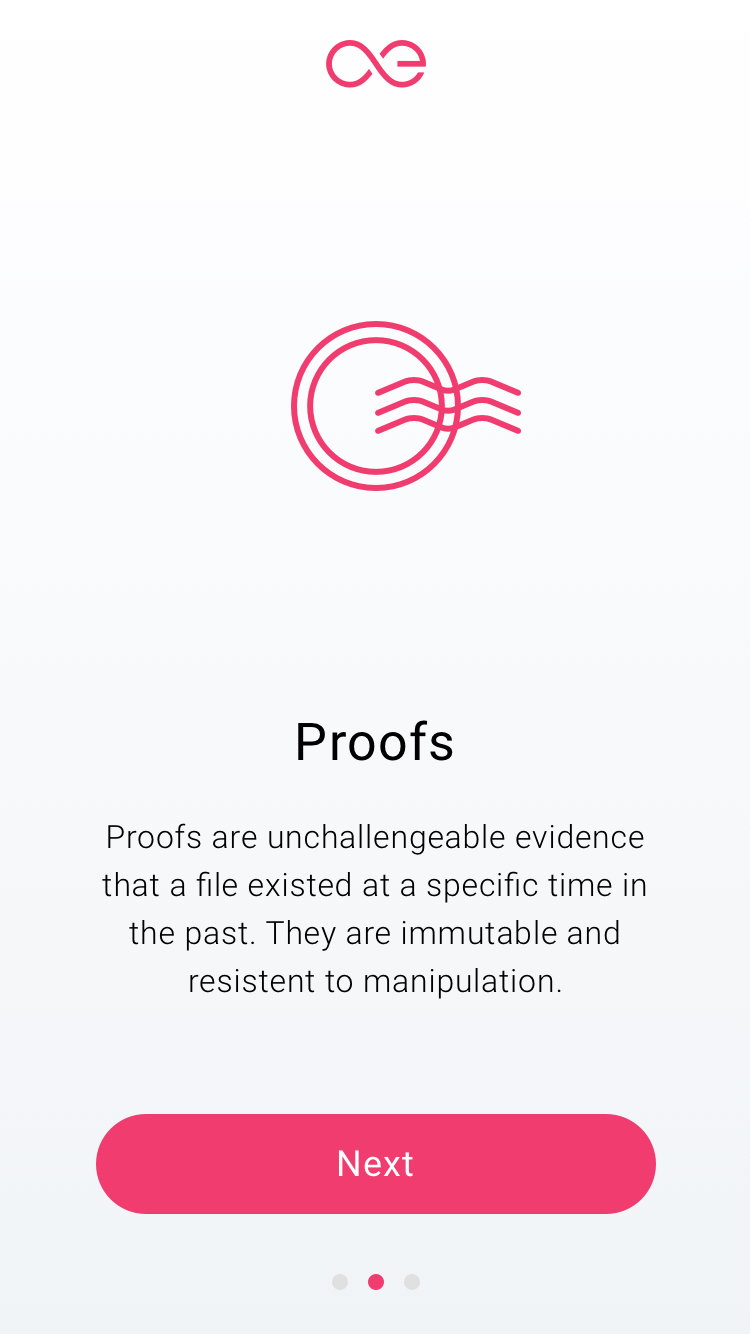 Proofs
Proofs are unchallengeable evidence
that a file existed at a specific time in
the past. They are immutable and
resistent to manipulation.
Next